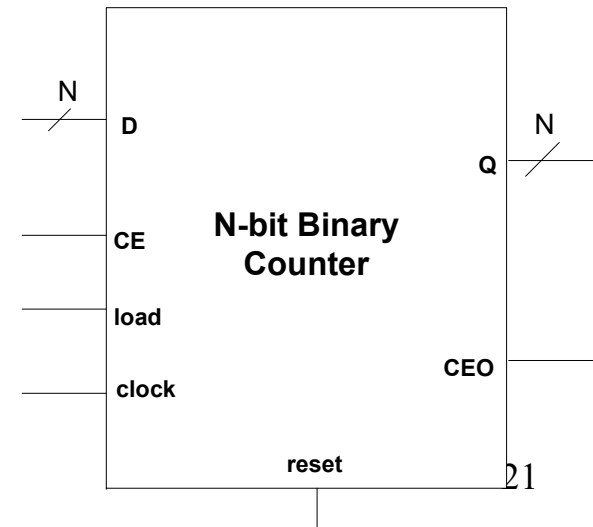 N
D
N
Q
N-bit Binary
Counter
CE
load
CEO
clock
reset
21